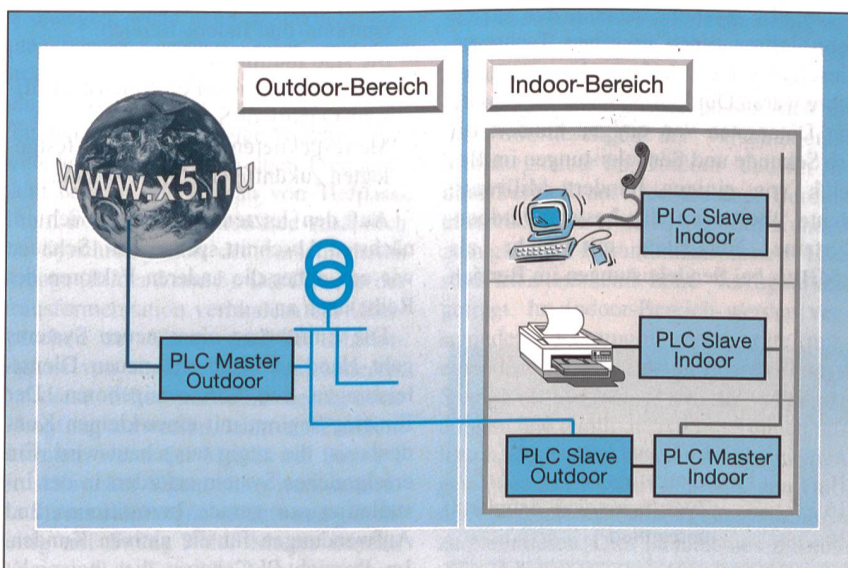 Outdoor-Bereich
Indoor-Bereich
www.x5.nu
PLC Slave
Indoor
PLC Slave
Indoor
PLC Master
Outdoor
PLC Slave
Outdoor
PLC Master
Indoor